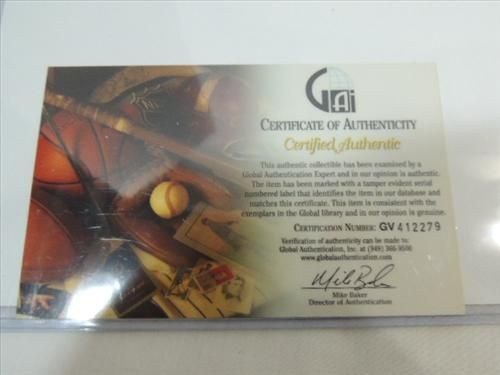 GAi
CERTIFICATE OF AUTHENTICITY
Certified Authentic
This authentic collectible has been examined by a
Global Authentication Expert and in our opinion is authentic.
The item has been marked with a tamper evident serial
numbered label that identifies the item in our database and
matches this certificate. This item is consistent with the
exemplars in the Global library and in our opinion is genuine.
CERTIFICATION NUMBER: GV 412279
Verification of authenticity can be made to:
Global Authentication, Inc. at (949) 366-9598
www.globalauthentication.com
Mike Baker
Director of Authentication